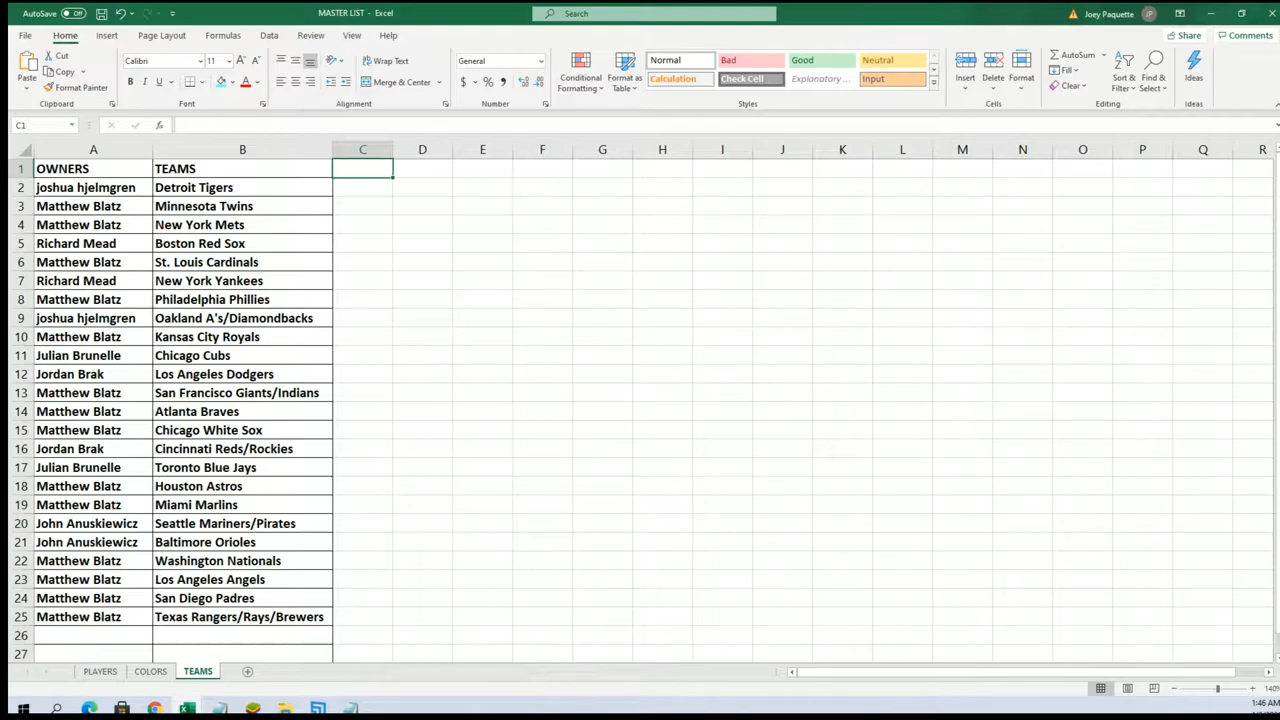 AutoSave Off MASTER LIST - Excel Search Joey Paquette JP
File Home Insert Page Layout Formulas Data Review View Help Share Comments
Paste Cut Copy Format Painter Clipboard
Calibri 11 A A B I U A Font
Wrap Text Merge & Center Alignment
General $ % , Number
Conditional Formatting Format as Table
Normal Bad Good Neutral
Calculation Check Cell Explanatory ... Input
Styles
Insert Delete Format Cells
AutoSum Fill Clear Sort & Filter Find & Select Editing
Ideas Ideas
C1 fx
A B C D E F G H I J K L M N O P Q R
1 OWNERS TEAMS
2 joshua hjelmgren Detroit Tigers
3 Matthew Blatz Minnesota Twins
4 Matthew Blatz New York Mets
5 Richard Mead Boston Red Sox
6 Matthew Blatz St. Louis Cardinals
7 Richard Mead New York Yankees
8 Matthew Blatz Philadelphia Phillies
9 joshua hjelmgren Oakland A's/Diamondbacks
10 Matthew Blatz Kansas City Royals
11 Julian Brunelle Chicago Cubs
12 Jordan Brak Los Angeles Dodgers
13 Matthew Blatz San Francisco Giants/Indians
14 Matthew Blatz Atlanta Braves
15 Matthew Blatz Chicago White Sox
16 Jordan Brak Cincinnati Reds/Rockies
17 Julian Brunelle Toronto Blue Jays
18 Matthew Blatz Houston Astros
19 Matthew Blatz Miami Marlins
20 John Anuskiewicz Seattle Mariners/Pirates
21 John Anuskiewicz Baltimore Orioles
22 Matthew Blatz Washington Nationals
23 Matthew Blatz Los Angeles Angels
24 Matthew Blatz San Diego Padres
25 Matthew Blatz Texas Rangers/Rays/Brewers
26
27
PLAYERS COLORS TEAMS
140%
1:46 AM